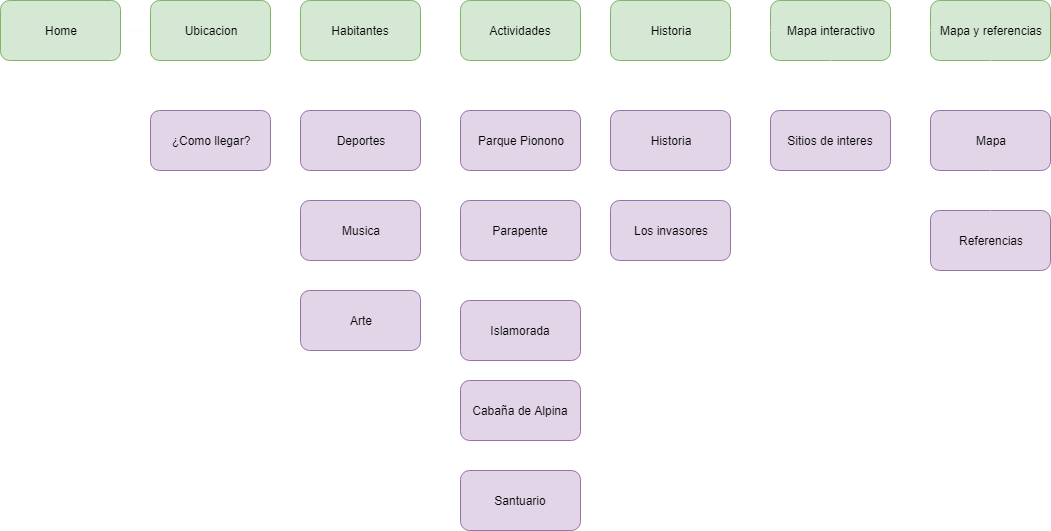 Home
Ubicacion
Habitantes
Actividades
Historia
Mapa interactivo
Mapa y referencias
¿Como llegar?
Deportes
Parque Pionono
Historia
Sitios de interes
Mapa
Musica
Parapente
Los invasores
Referencias
Arte
Islamorada
Cabaña de Alpina
Santuario